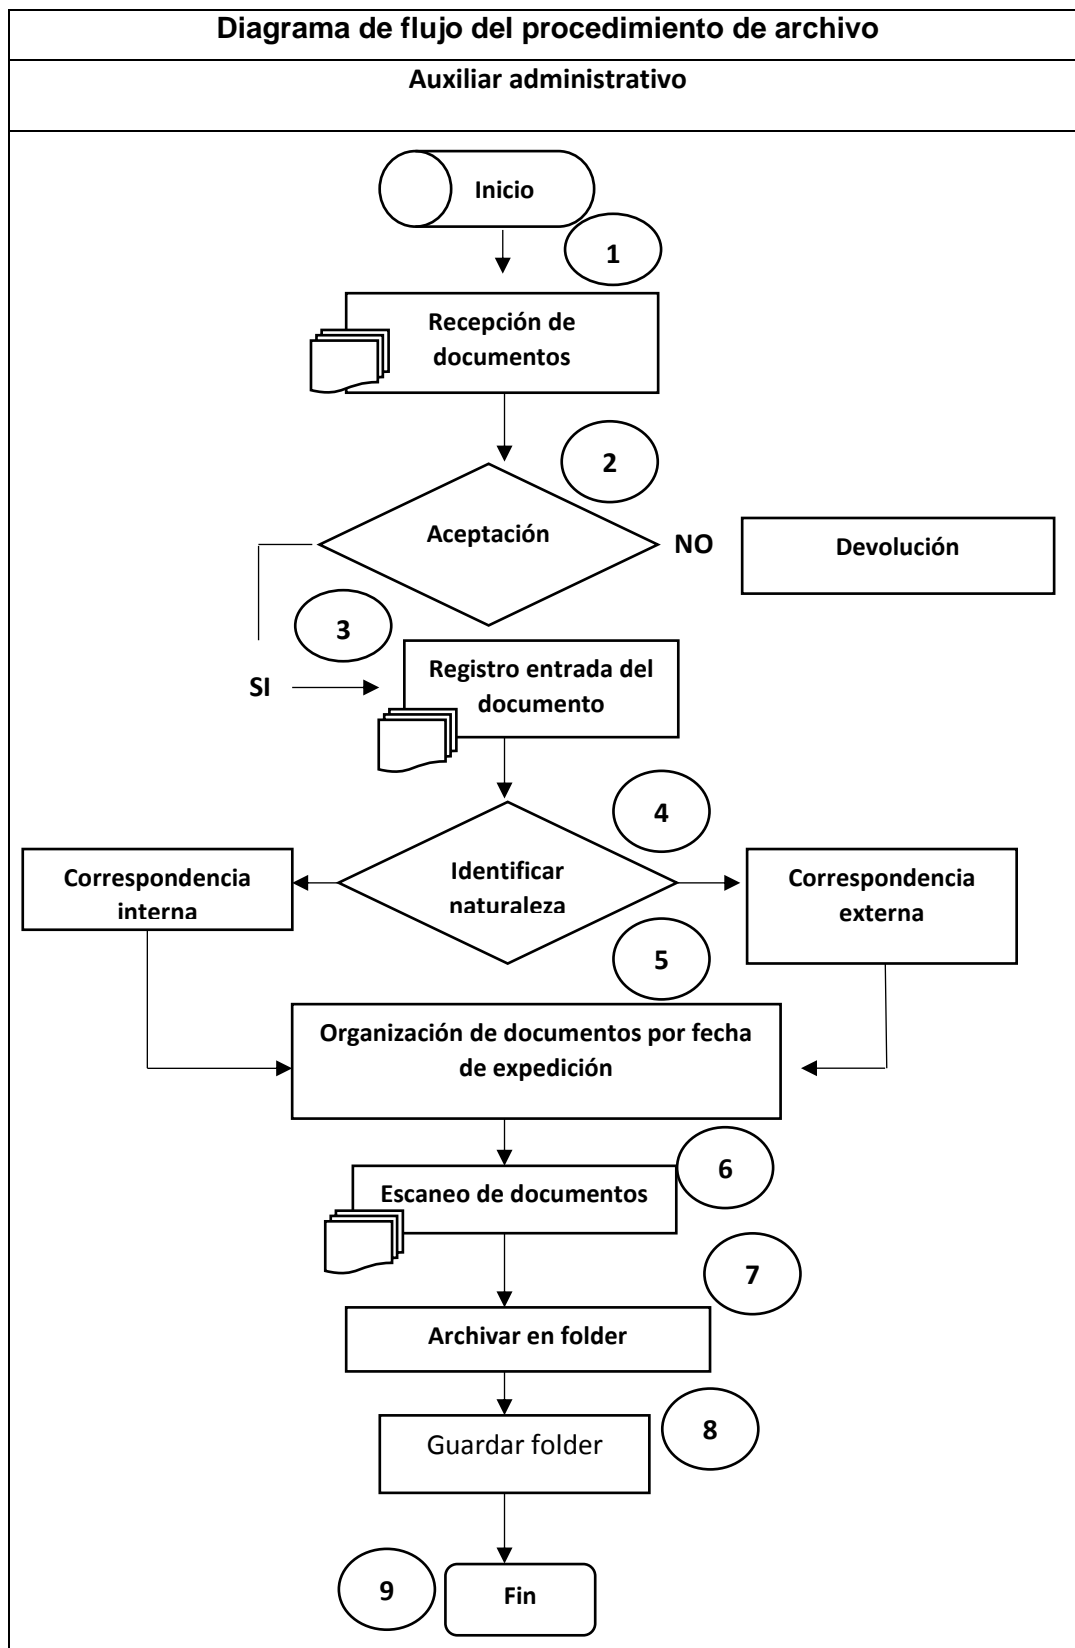 Diagrama de flujo del procedimiento de archivo
Auxiliar administrativo
Inicio
1
Recepción de
documentos
2
Aceptación
NO
Devolución
3
SI
Registro entrada del
documento
4
Identificar
naturaleza
Correspondencia
interna
Correspondencia
externa
5
Organización de documentos por fecha
de expedición
6
Escaneo de documentos
7
Archivar en folder
8
Guardar folder
9
Fin